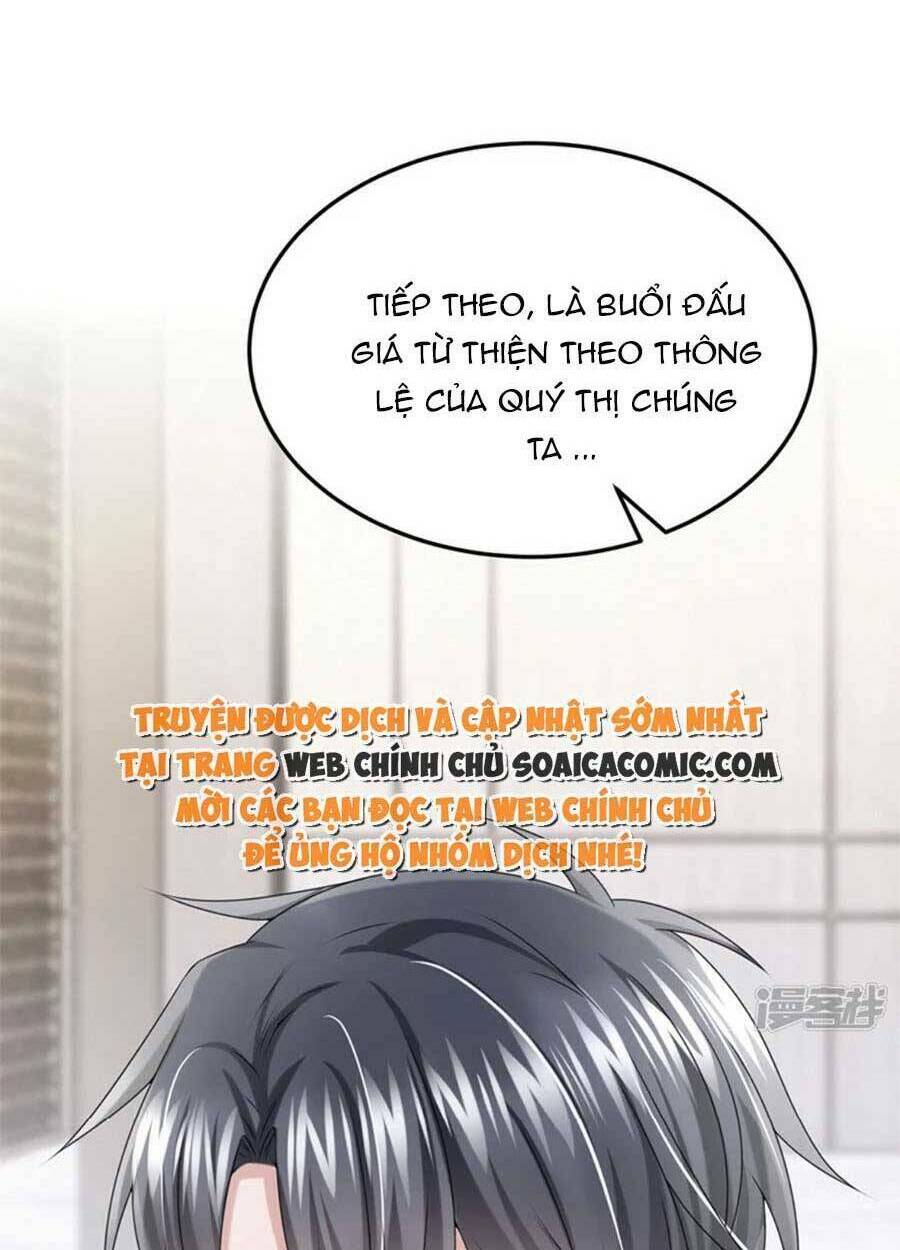 TIẾP THEO, LÀ BUỔI ĐẤU
GIÁ TỪ THIỆN THEO THÔNG
LỆ CỦA QUÝ THỊ CHÚNG
TA ...
TRUYỆN ĐƯỢC DỊCH VÀ CẬP NHẬT SỚM NHẤT
TẠI TRANG WEB CHÍNH CHỦ SOAICACOMIC.COM
MỜI CÁC BẠN ĐỌC TẠI WEB CHÍNH CHỦ
ĐỂ ỦNG HỘ NHÓM DỊCH NHÉ!
漫客栈